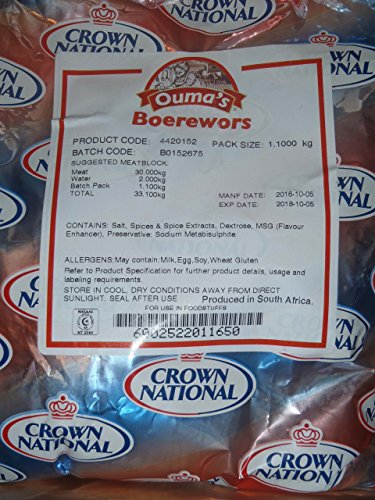 CROWN
NATIONAL
CROWN
NATIONAL
Ouma's
Boerewors
PRODUCT CODE: 4420152 PACK SIZE: 1.1000 kg
BATCH CODE: B0152675
SUGGESTED MEATBLOCK:
Meat 30.000kg
Water 2.000kg
Batch Pack 1.100kg
TOTAL 33.100kg
MANF DATE 2016-10-05
EXP DATE 2018-10-05
CONTAINS: Salt, Spices & Spice Extracts, Dextrose, MSG (Flavour
Enhancer), Preservative: Sodium Metabisulphite
ALLERGENS:May contain:Milk,Egg,Soy,Wheat Gluten
Refer to Product Specification for further product details, usage and
labeling requirements.
STORE IN COOL, DRY CONDITIONS AWAY FROM DIRECT
SUNLIGHT. SEAL AFTER USE Produced in South Africa.
FOR USE IN FOODSTUFFS
6002522011650
CROWN
NATIONAL
CROWN
NATIONAL
CROWN
NATION